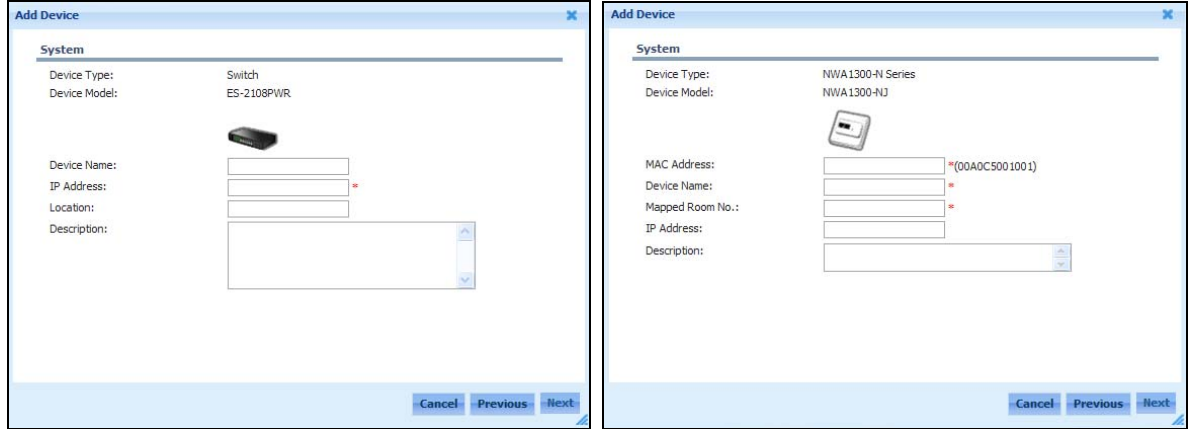 Add Device
System
Device Type: Switch
Device Model: ES-2108PWR
Device Name:
IP Address: *
Location:
Description:
Cancel Previous Next
Add Device
System
Device Type: NWA1300-N Series
Device Model: NWA1300-NJ
MAC Address: *(00A0C5001001)
Device Name: *
Mapped Room No.: *
IP Address:
Description:
Cancel Previous Next